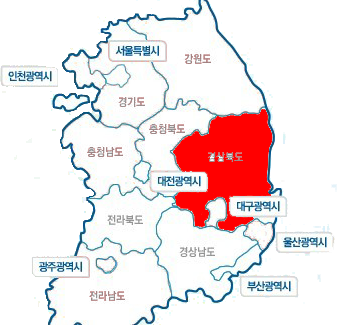 서울특별시
강원도
인천광역시
경기도
충청북도
충청남도
경상북도
대전광역시
대구광역시
전라북도
울산광역시
경상남도
광주광역시
부산광역시
전라남도